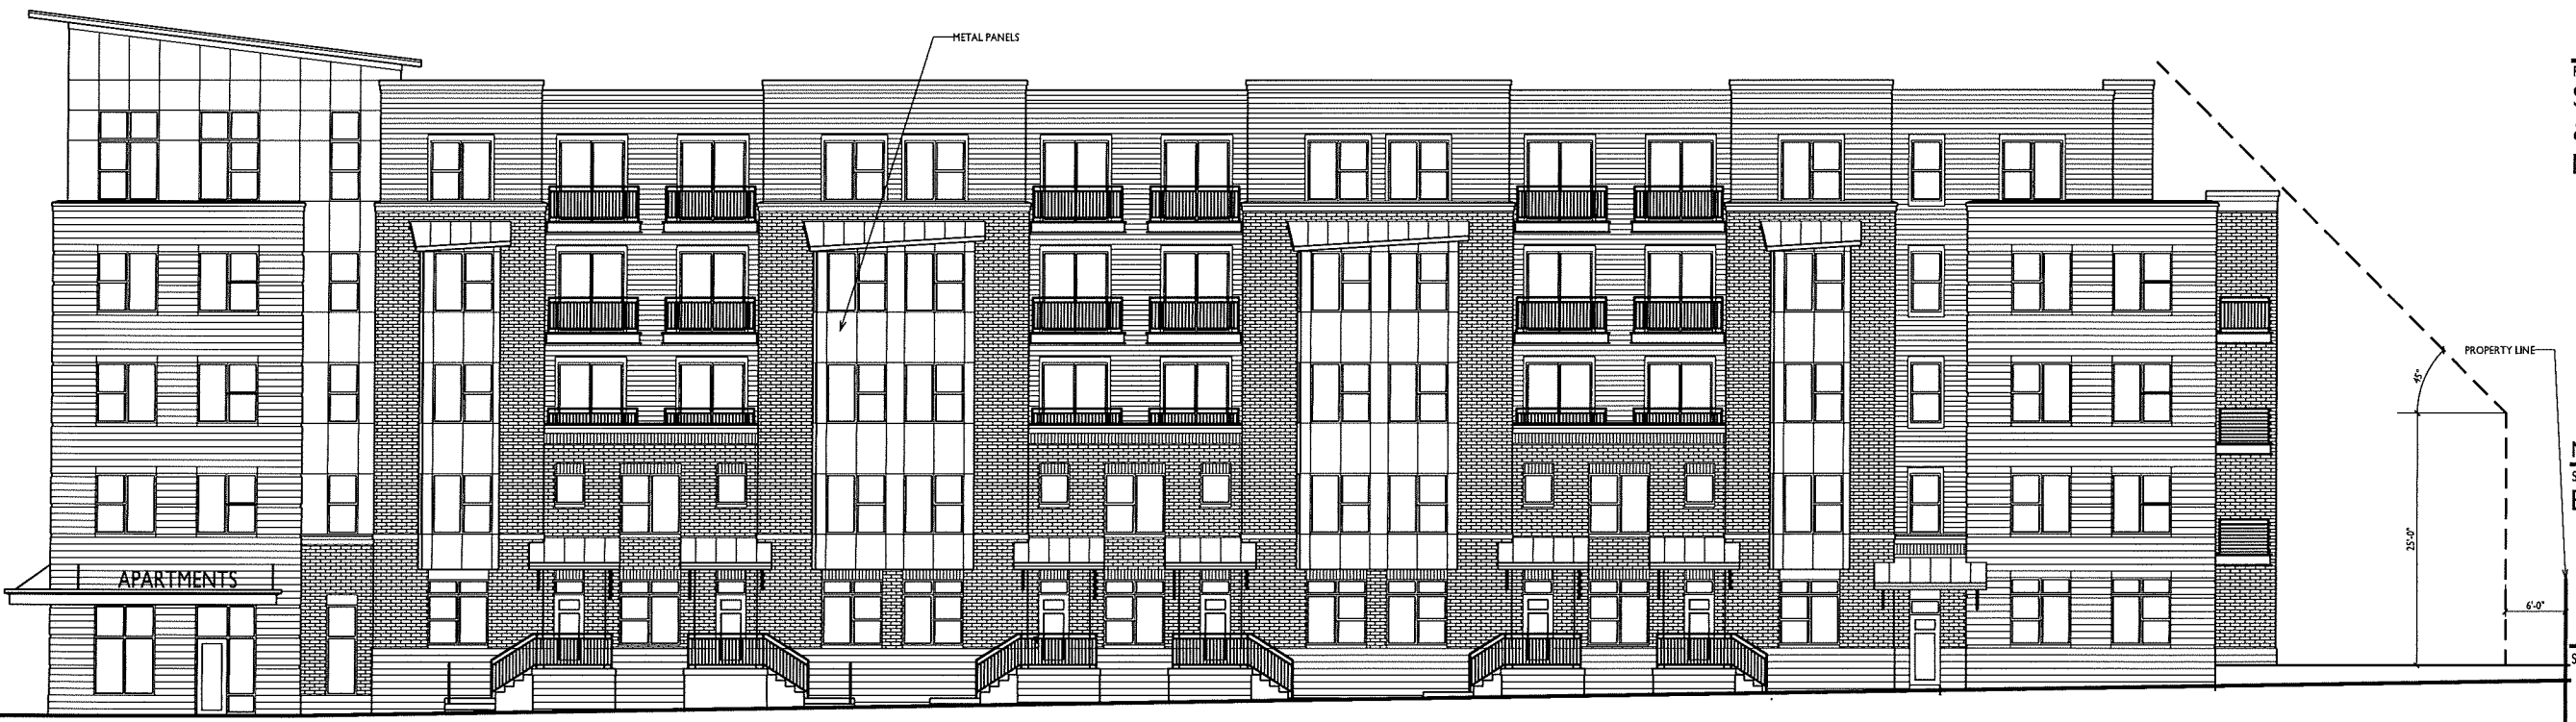 METAL PANELS
PROPERTY LINE
45°
25'-0"
6'-0"
APARTMENTS